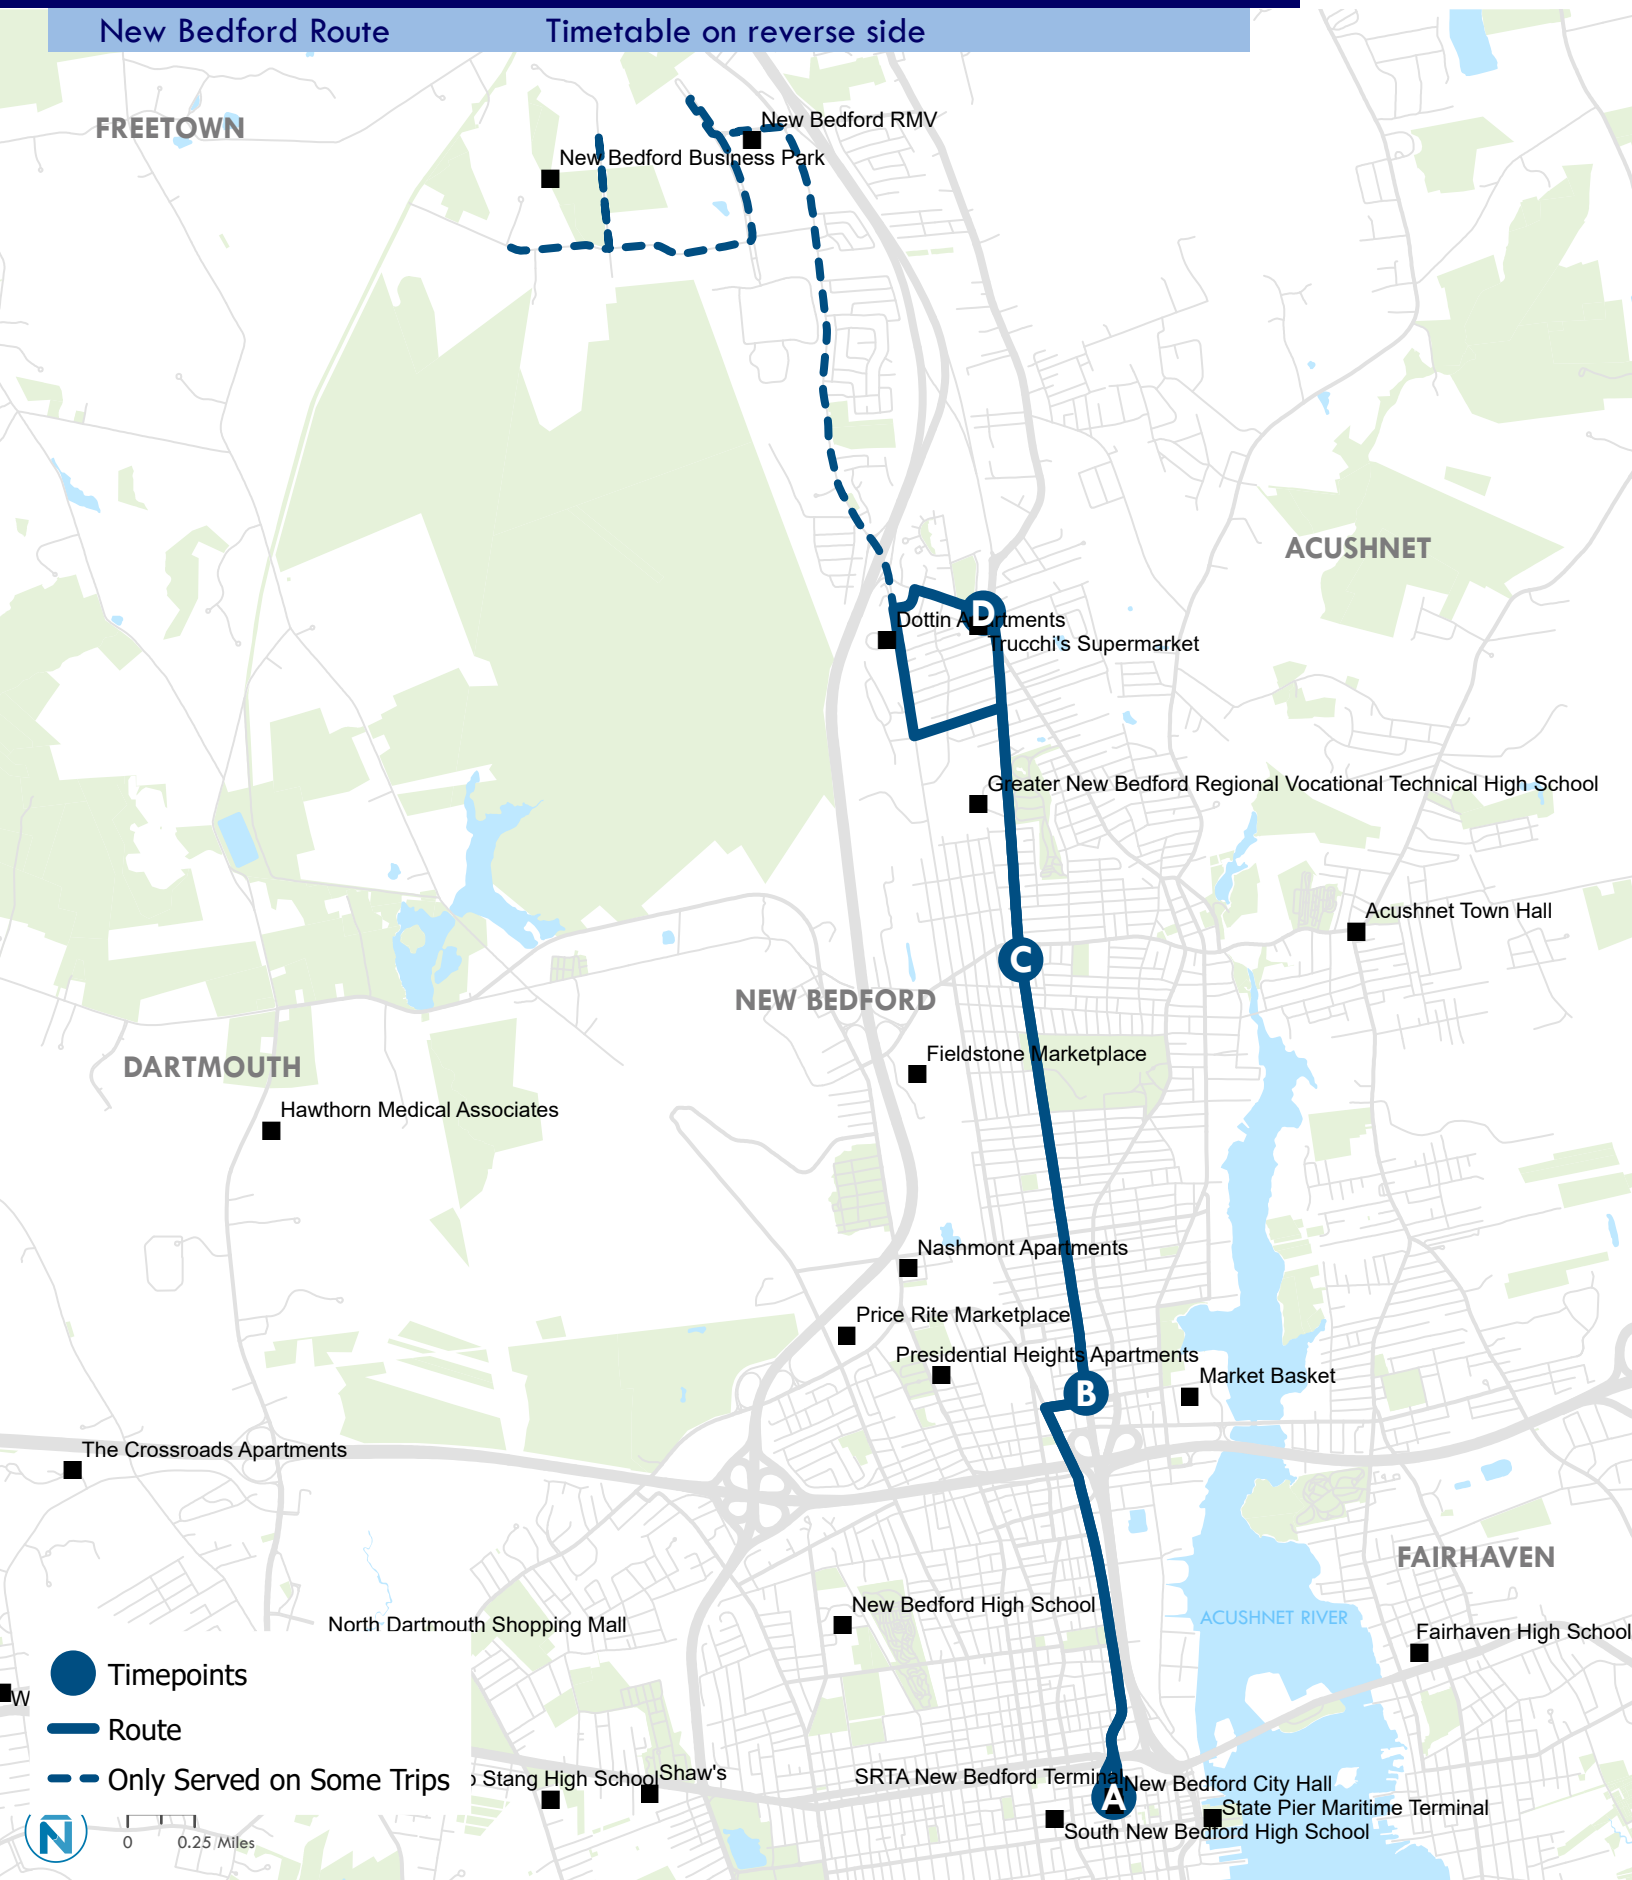 New Bedford Route
Timetable on reverse side
New Bedford RMV
FREETOWN
New Bedford Business Park
ACUSHNET
D
Dottin Apartments
Trucchi's Supermarket
Greater New Bedford Regional Vocational Technical High School
Acushnet Town Hall
C
NEW BEDFORD
Fieldstone Marketplace
DARTMOUTH
Hawthorn Medical Associates
Nashmont Apartments
Price Rite Marketplace
Presidential Heights Apartments
Market Basket
B
The Crossroads Apartments
FAIRHAVEN
New Bedford High School
ACUSHNET RIVER
North Dartmouth Shopping Mall
Fairhaven High School
Timepoints
W
Route
Only Served on Some Trips
Stang High School
Shaw's
SRTA New Bedford Terminal
New Bedford City Hall
A
State Pier Maritime Terminal
South New Bedford High School
N
0 0.25 Miles